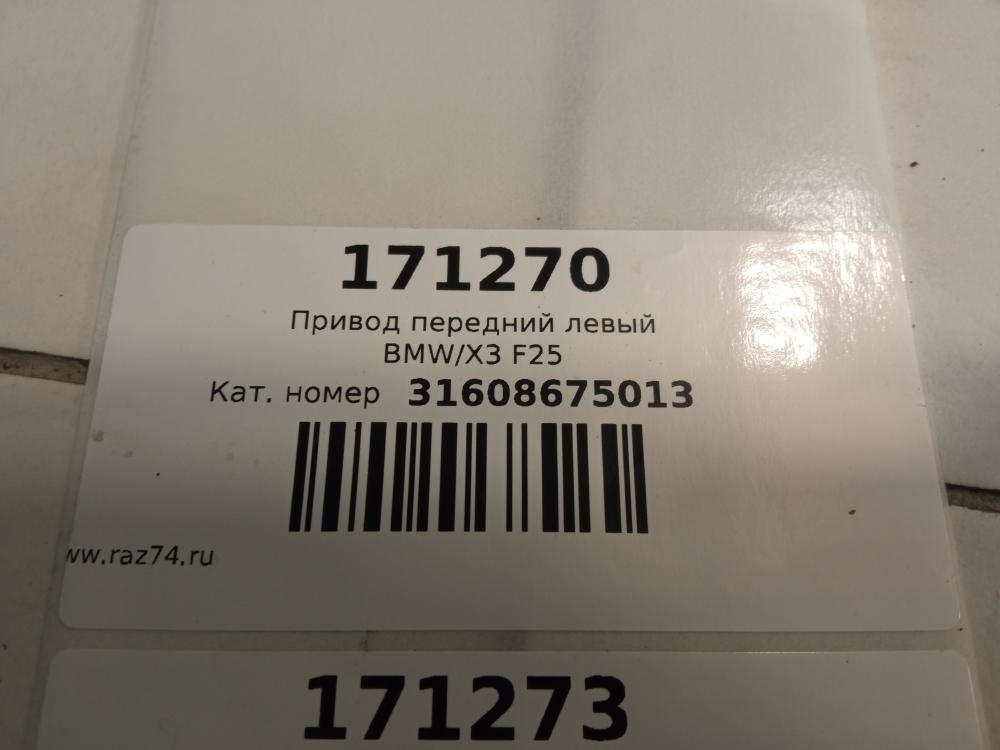 171270
Привод передний левый
BMW/X3 F25
Кат. номер 31608675013
ww.raz74.ru
171273